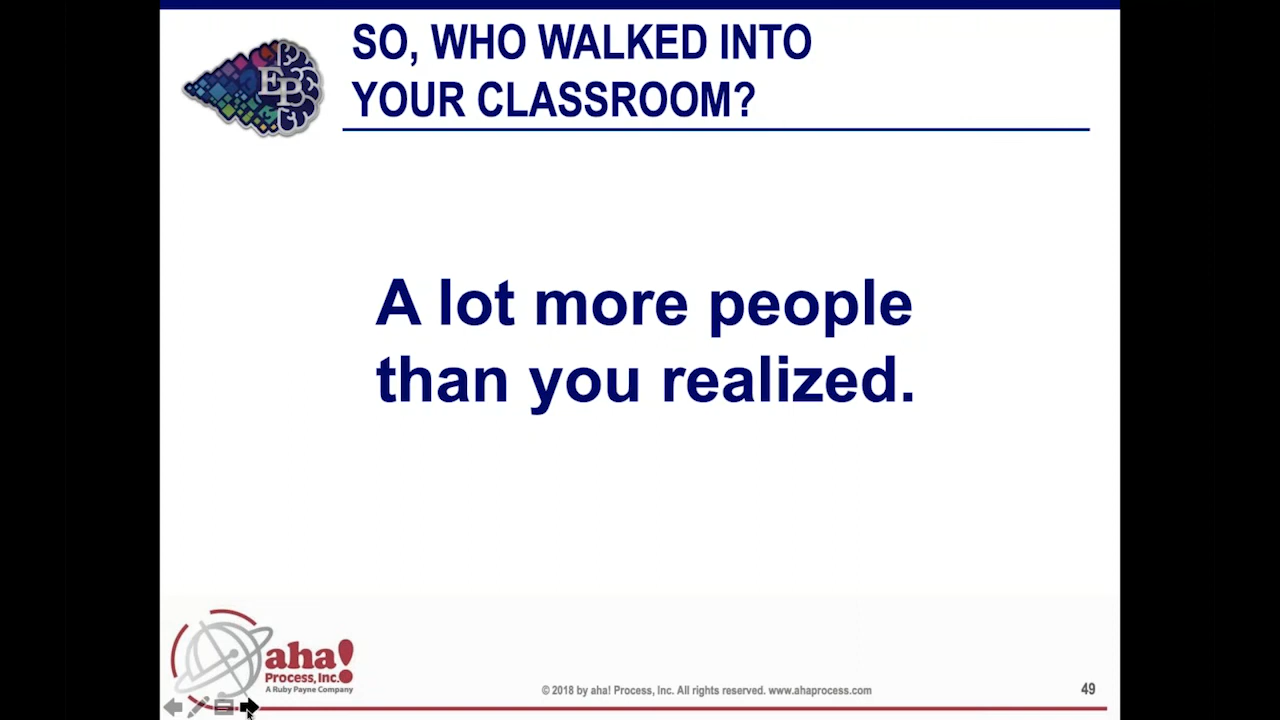 EP
SO, WHO WALKED INTO
YOUR CLASSROOM?
A lot more people
than you realized.
aha!
Process, Inc.
A Ruby Payne Company
© 2018 by aha! Process, Inc. All rights reserved. www.ahaprocess.com
49